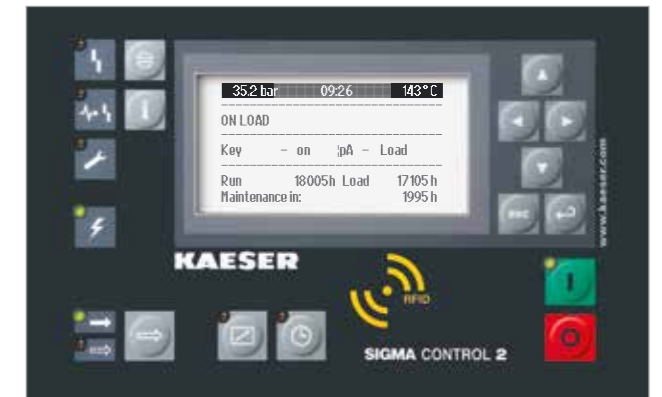 35.2 bar 09:26 143°C
ON LOAD
Key - on ¦pA - Load
Run 18005h Load 17105h
Maintenance in: 1995h
esc
www.kaeser.com
KAESER
RFID
I
O
SIGMA CONTROL 2